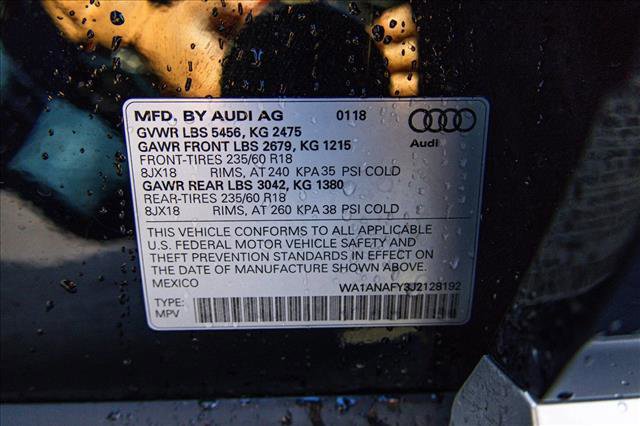 MFD. BY AUDI AG 0118
GVWR LBS 5456, KG 2475
GAWR FRONT LBS 2679, KG 1215
Audi
FRONT-TIRES 235/60 R18
8JX18 RIMS, AT 240 KPA 35 PSI COLD
GAWR REAR LBS 3042, KG 1380
REAR-TIRES 235/60 R18
8JX18 RIMS, AT 260 KPA 38 PSI COLD
THIS VEHICLE CONFORMS TO ALL APPLICABLE
U.S. FEDERAL MOTOR VEHICLE SAFETY AND
THEFT PREVENTION STANDARDS IN EFFECT ON
THE DATE OF MANUFACTURE SHOWN ABOVE.
MEXICO WA1ANAFY3J2128192
TYPE:
MPV